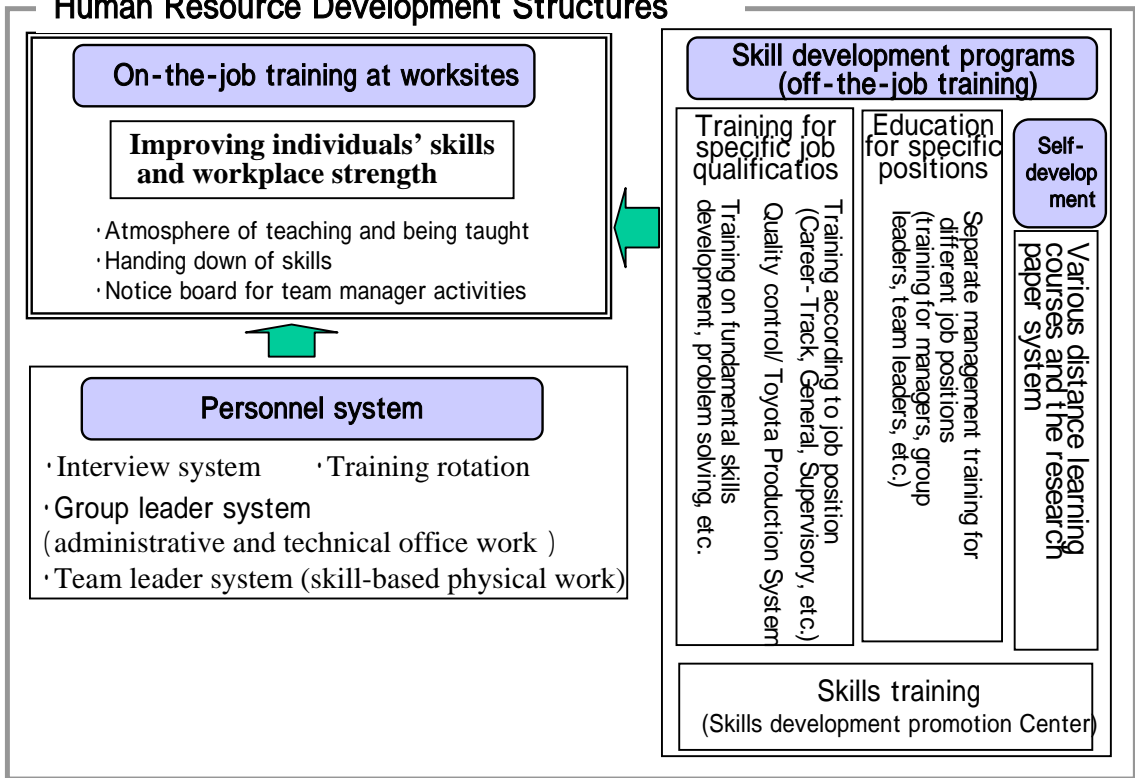 Human Resource Development Structures
On-the-job training at worksites
Improving individuals’ skills
and workplace strength
·Atmosphere of teaching and being taught
·Handing down of skills
·Notice board for team manager activities
Personnel system
·Interview system ·Training rotation
·Group leader system
(administrative and technical office work )
·Team leader system (skill-based physical work)
Skill development programs
(off-the-job training)
Training for
specific job
qualificatios
Training according to job position
(Career-Track, General, Supervisory, etc.)
Quality control/ Toyota Production System
Training on fundamental skills
development, problem solving, etc.
Education
for specific
positions
Separate management training for
different job positions
(training for managers, group
leaders, team leaders, etc.)
Self-
develop
ment
Various distance learning
courses and the research
paper system
Skills training
(Skills development promotion Center)